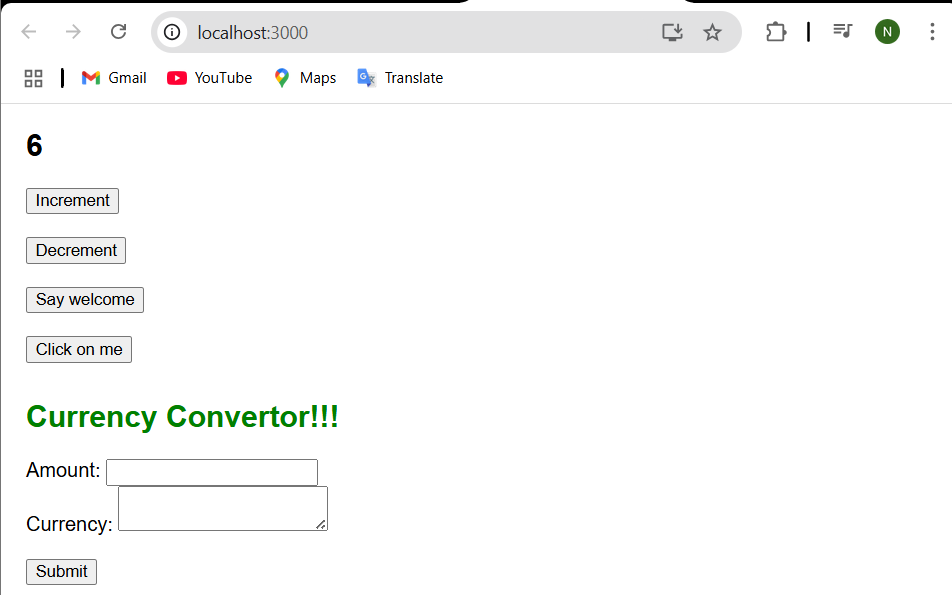 localhost:3000
N
Gmail YouTube Maps Translate
6
Increment
Decrement
Say welcome
Click on me
Currency Convertor!!!
Amount:
Currency:
Submit